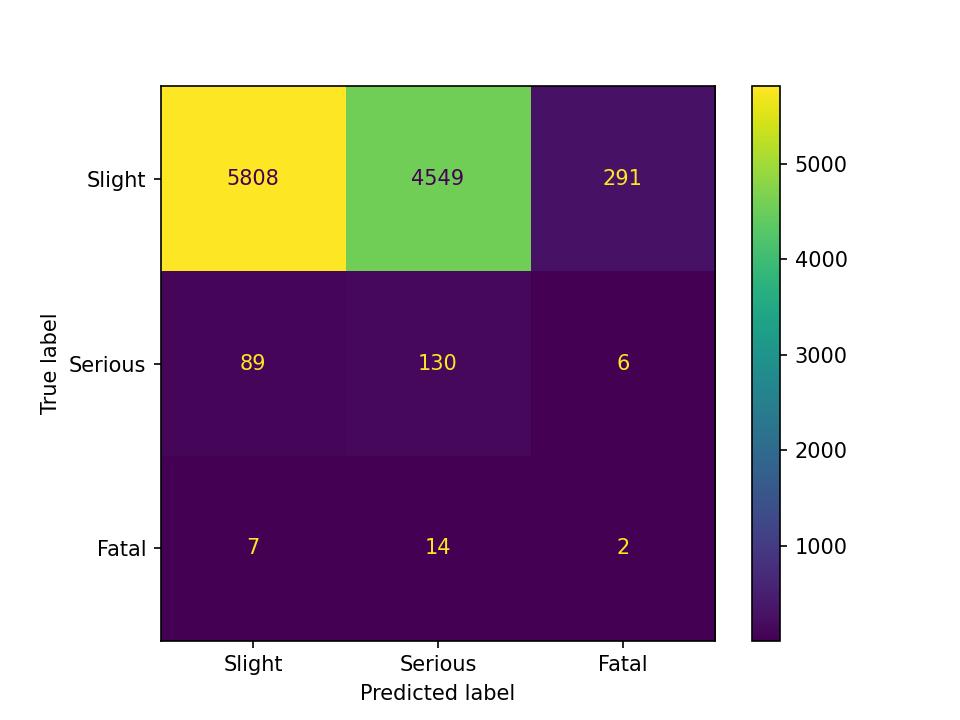 Slight 5808 4549 291
Serious 89 130 6
Fatal 7 14 2
Slight Serious Fatal
Predicted label
True label
5000
4000
3000
2000
1000